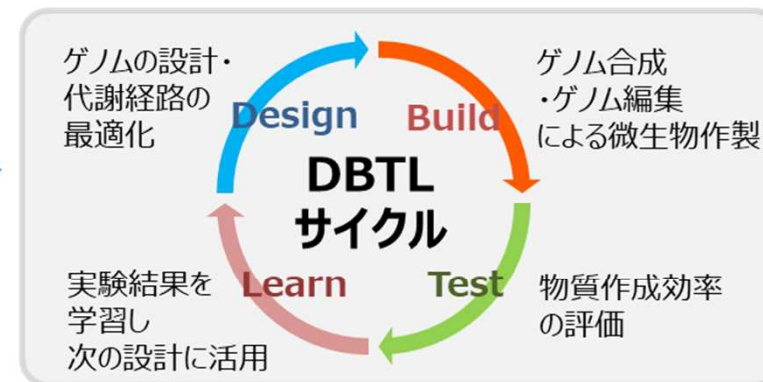 ゲノムの設計・
代謝経路の
最適化
Design
Build
ゲノム合成
・ゲノム編集
による微生物作製
DBTL
サイクル
実験結果を
学習し
次の設計に活用
Learn
Test
物質作成効率
の評価